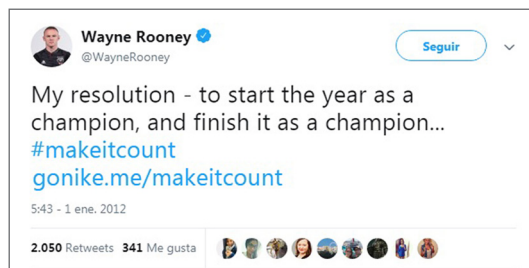 Wayne Rooney
@WayneRooney
Seguir
My resolution - to start the year as a
champion, and finish it as a champion...
#makeitcount
gonike.me/makeitcount
5:43 - 1 ene. 2012
2.050 Retweets 341 Me gusta